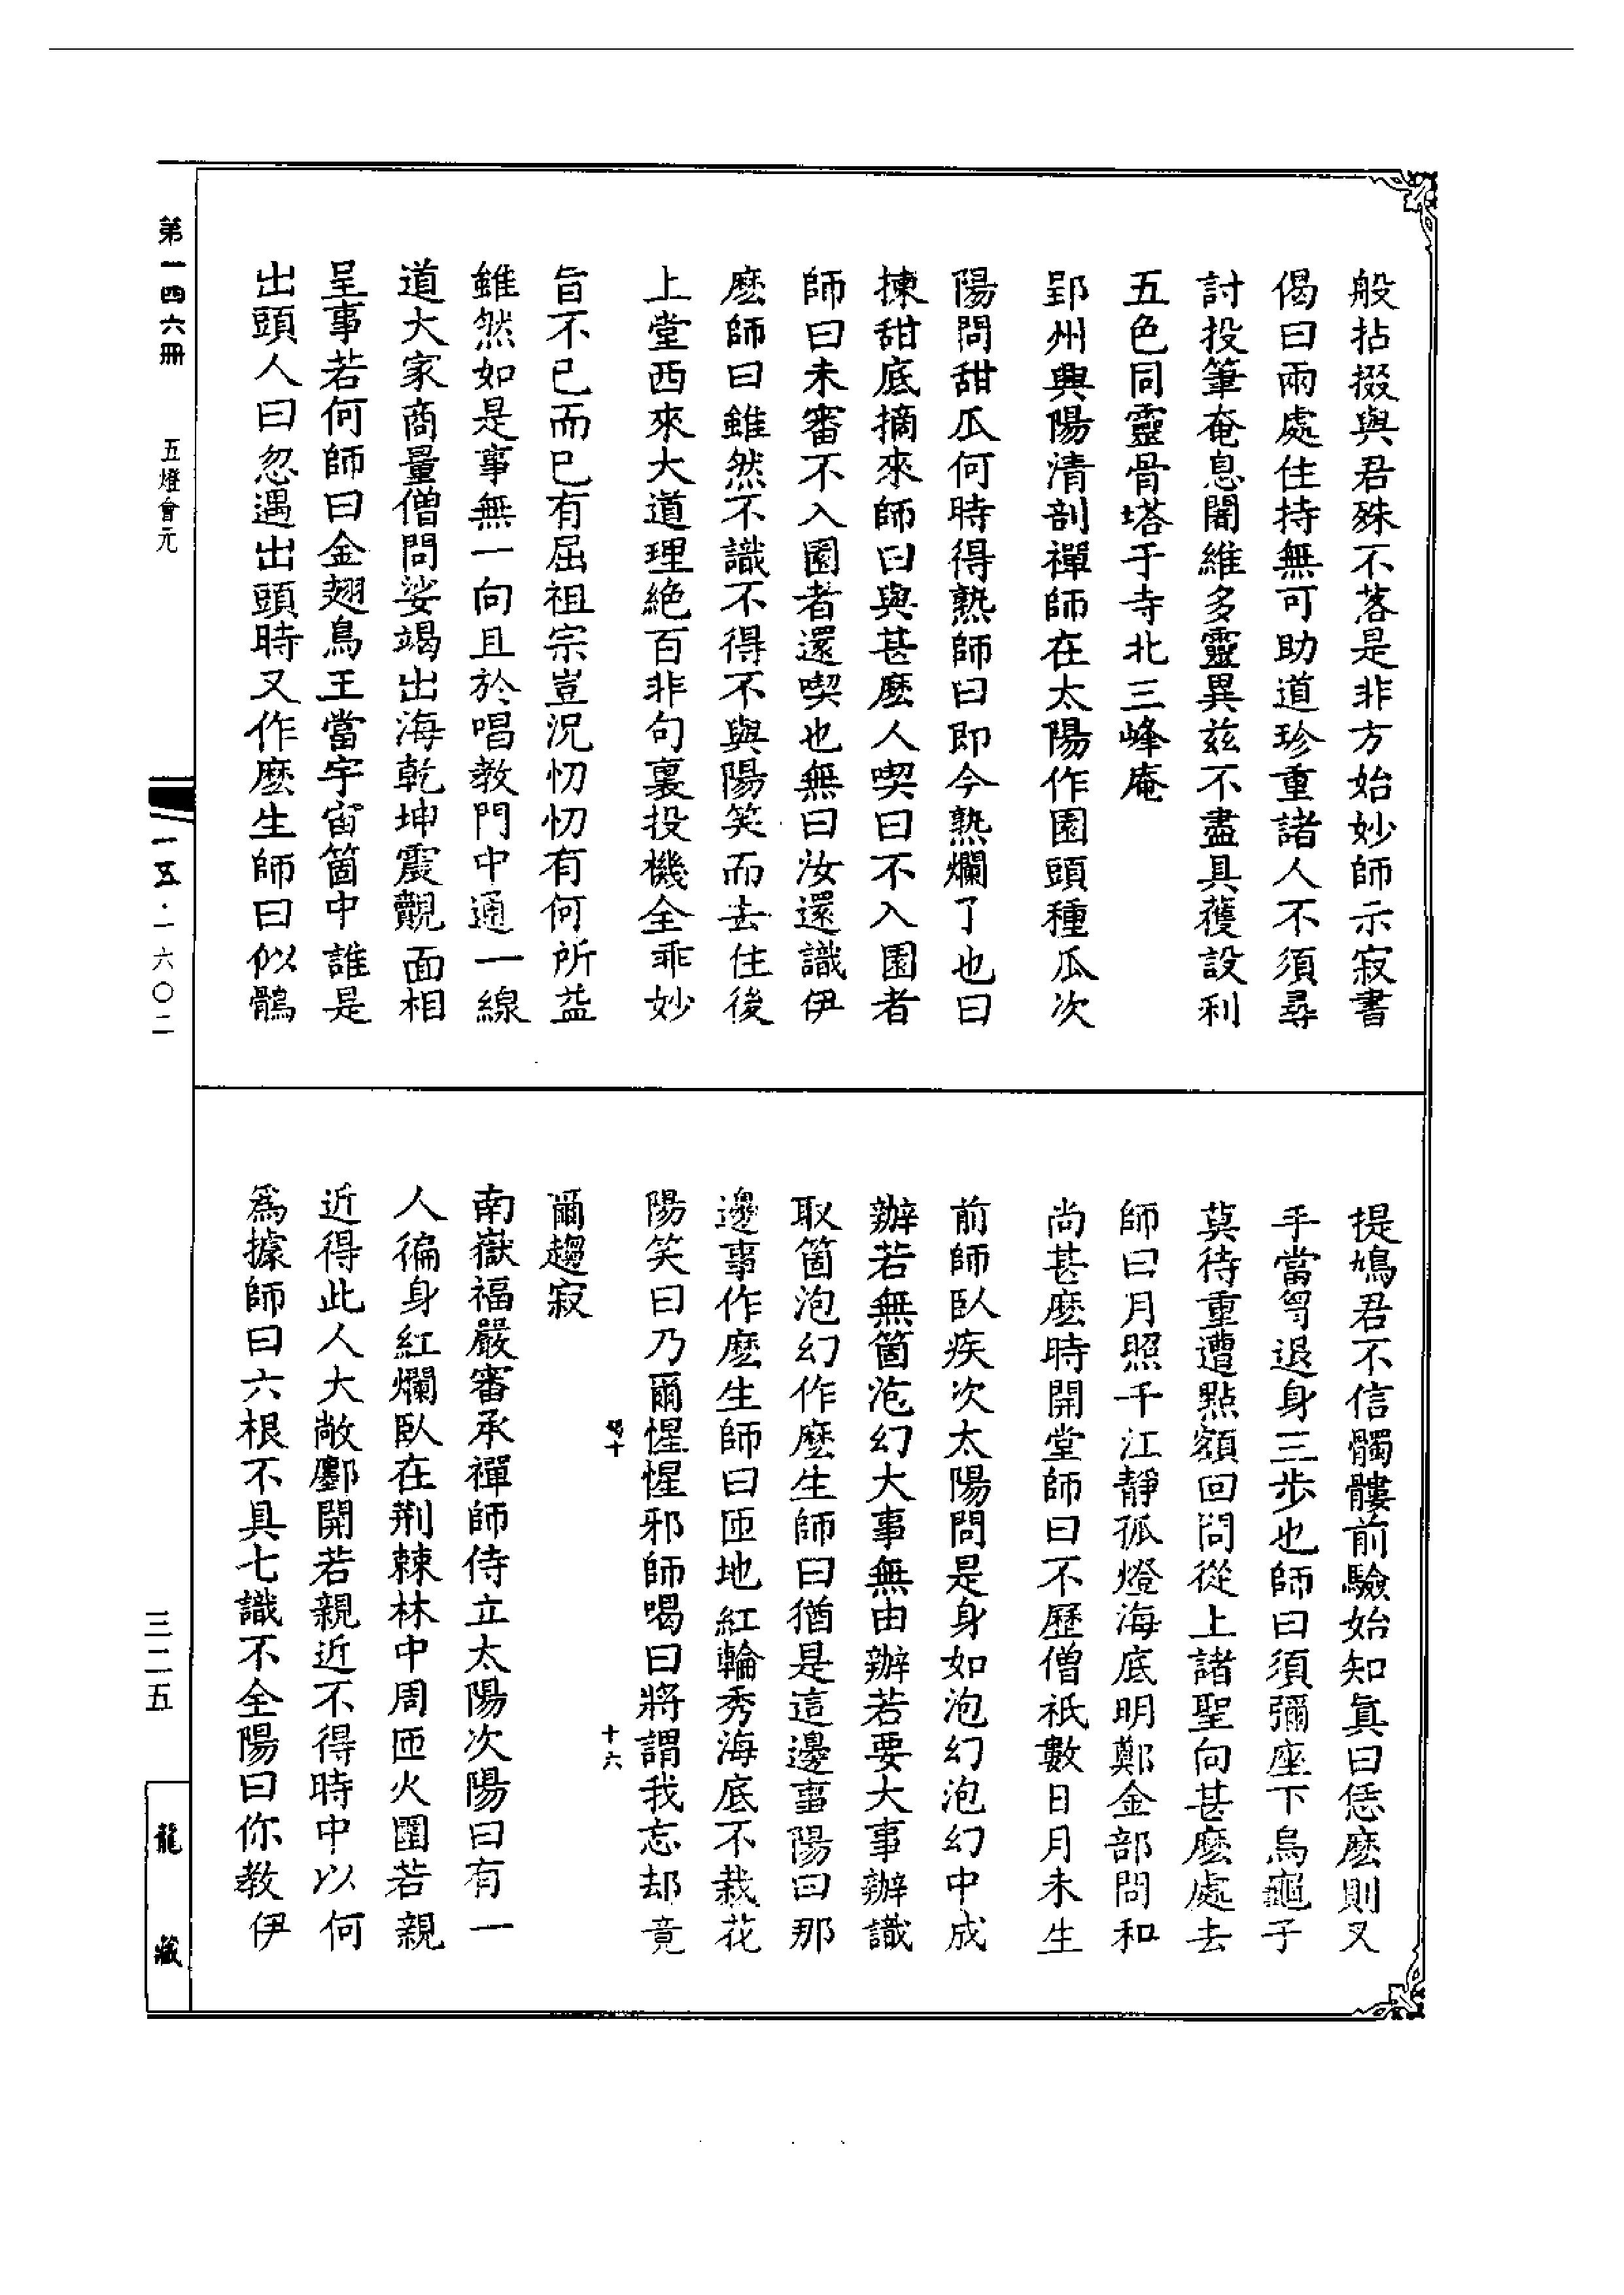 般拈掇與君殊不落是非方始妙師示寂書
偈曰兩處住持無可助道珍重諸人不須尋
討投筆奄息闍維多靈異茲不盡具獲設利
五色同靈骨塔于寺北三峰庵
郢州興陽清剖禪師在太陽作園頭種瓜次
陽問甜瓜何時得熟師曰即今熟爛了也曰
揀甜底摘來師曰與甚麼人喫曰不入園者
師曰未審不入園者還喫也無曰汝還識伊
麼師曰雖然不識不得不與陽笑而去住後
上堂西來大道理絕百非句裏投機全乖妙
旨不已而已有屈祖宗豈況忉忉有何所益
雖然如是事無一向且於唱教門中通一線
道大家商量僧問娑竭出海乾坤震覿面相
呈事若何師曰金翅鳥王當宇宙箇中誰是
出頭人曰忽遇出頭時又作麼生師曰似鶻
提鳩君不信髑髏前驗始知真曰恁麼則叉
手當胷退身三步也師曰須彌座下烏龜子
莫待重遭點額回問從上諸聖向甚麼處去
師曰月照千江靜孤燈海底明鄭金部問和
尚甚麼時開堂師曰不歷僧祇數日月未生
前師臥疾次太陽問是身如泡幻泡幻中成
辦若無箇泡幻大事無由辦若要大事辦識
取箇泡幻作麼生師曰猶是這邊事陽曰那
邊事作麼生師曰匝地紅輪秀海底不栽花
陽笑曰乃爾惺惺邪師喝曰將謂我忘却竟
十六
爾趨寂
南嶽福嚴審承禪師侍立太陽次陽曰有一
人徧身紅爛臥在荆棘林中周匝火圍若親
近得此人大敞鄽開若親近不得時中以何
為據師曰六根不具七識不全陽曰你教伊
第一四六冊
五燈會元
一五·一六〇二
三二五
龍藏